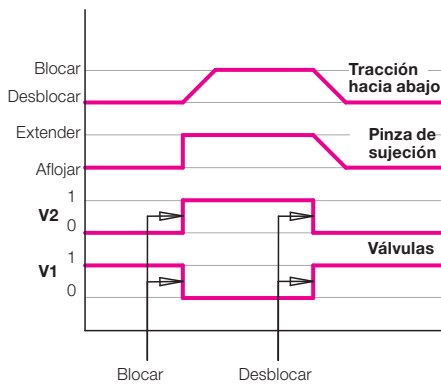 Blocar
Tracción
hacia abajo
Desblocar
Extender
Pinza de
sujeción
Aflojar
1
V2
0
Válvulas
1
V1
0
Blocar
Desblocar